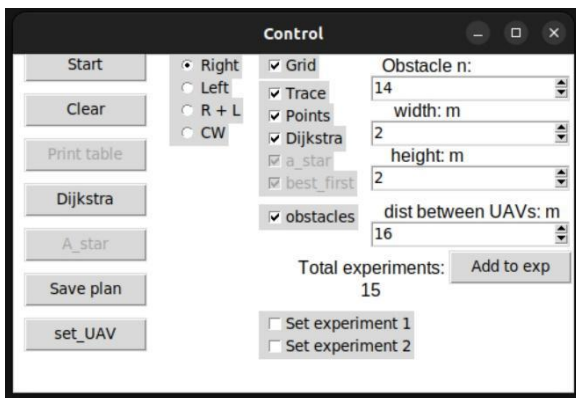 Control
Start
Clear
Print table
Dijkstra
A_star
Save plan
set_UAV
Right
Left
R + L
CW
Grid
Trace
Points
Dijkstra
a_star
best_first
obstacles
Obstacle n:
14
width: m
2
height: m
2
dist between UAVs: m
16
Total experiments:
15
Add to exp
Set experiment 1
Set experiment 2